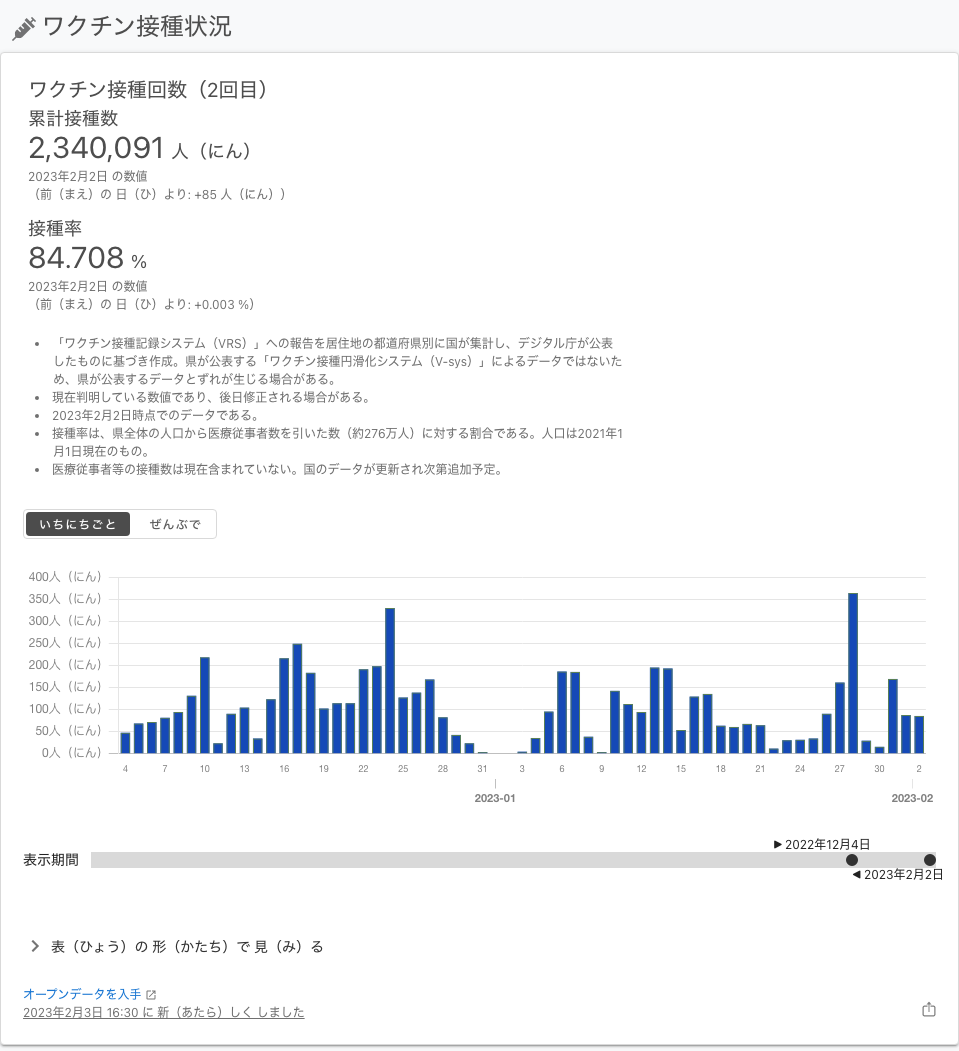 ワクチン接種状況
ワクチン接種回数（2回目）
累計接種数
2,340,091 人（にん）
2023年2月2日 の数値
（前（まえ）の 日（ひ）より: +85 人（にん））
接種率
84.708 %
2023年2月2日 の数値
（前（まえ）の 日（ひ）より: +0.003 %）
• 「ワクチン接種記録システム（VRS）」への報告を居住地の都道府県別に国が集計し、デジタル庁が公表
したものに基づき作成。県が公表する「ワクチン接種円滑化システム（V-sys）」によるデータではないた
め、県が公表するデータとずれが生じる場合がある。
• 現在判明している数値であり、後日修正される場合がある。
• 2023年2月2日時点でのデータである。
• 接種率は、県全体の人口から医療従事者数を引いた数（約276万人）に対する割合である。人口は2021年1
月1日現在のもの。
• 医療従事者等の接種数は現在含まれていない。国のデータが更新され次第追加予定。
いちにちごと ぜんぶで
400人（にん）
350人（にん）
300人（にん）
250人（にん）
200人（にん）
150人（にん）
100人（にん）
50人（にん）
0人（にん）
4 7 10 13 16 19 22 25 28 31 3 6 9 12 15 18 21 24 27 30 2
2023-01 2023-02
▶ 2022年12月4日
表示期間
◀ 2023年2月2日
表（ひょう）の 形（かたち）で 見（み）る
オープンデータを入手
2023年2月3日 16:30 に 新（あたら）しく しました